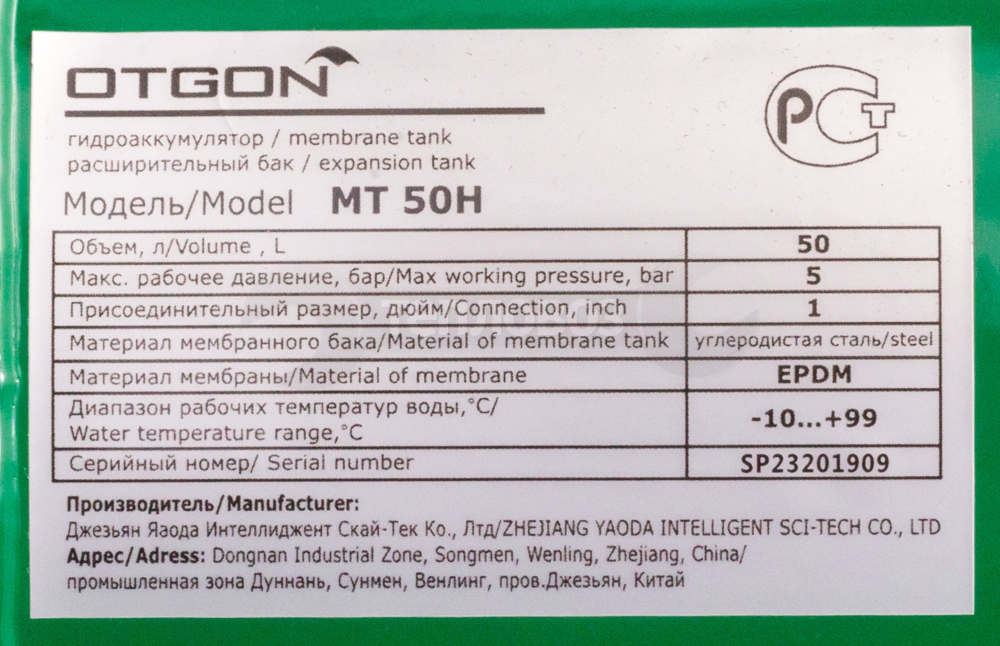 OTGON
гидроаккумулятор / membrane tank
расширительный бак / expansion tank
Модель/Model MT 50H
РСТ
Объем, л/Volume , L 50
Макс. рабочее давление, бар/Max working pressure, bar 5
Присоединительный размер, дюйм/Connection, inch 1
Материал мембранного бака/Material of membrane tank углеродистая сталь/steel
Материал мембраны/Material of membrane EPDM
Диапазон рабочих температур воды,°С/
Water temperature range,°C -10...+99
Серийный номер/ Serial number SP23201909
Производитель/Manufacturer:
Джезьян Яаода Интеллиджент Скай-Тек Ко., Лтд/ZHEJIANG YAODA INTELLIGENT SCI-TECH CO., LTD
Адрес/Adress: Dongnan Industrial Zone, Songmen, Wenling, Zhejiang, China/
промышленная зона Дуннань, Сунмен, Венлинг, пров.Джезьян, Китай